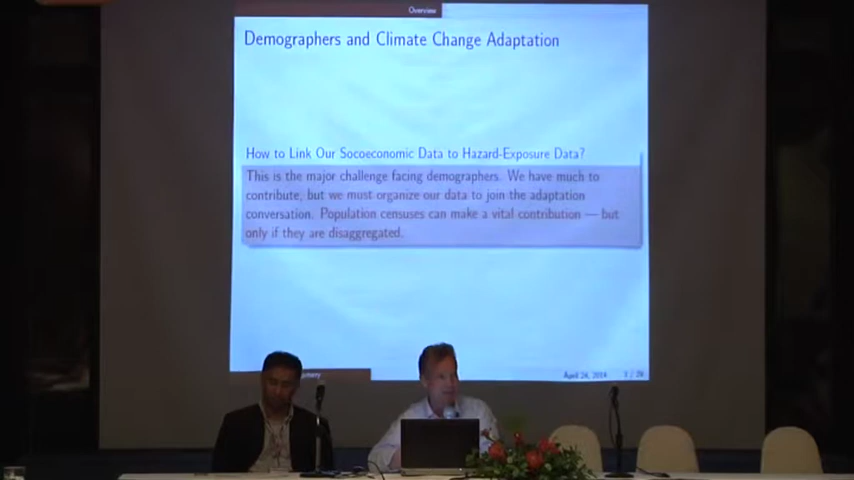 Overview
Demographers and Climate Change Adaptation
How to Link Our Socoeconomic Data to Hazard-Exposure Data?
This is the major challenge facing demographers. We have much to
contribute, but we must organize our data to join the adaptation
conversation. Population censuses can make a vital contribution — but
only if they are disaggregated.
April 24, 2014